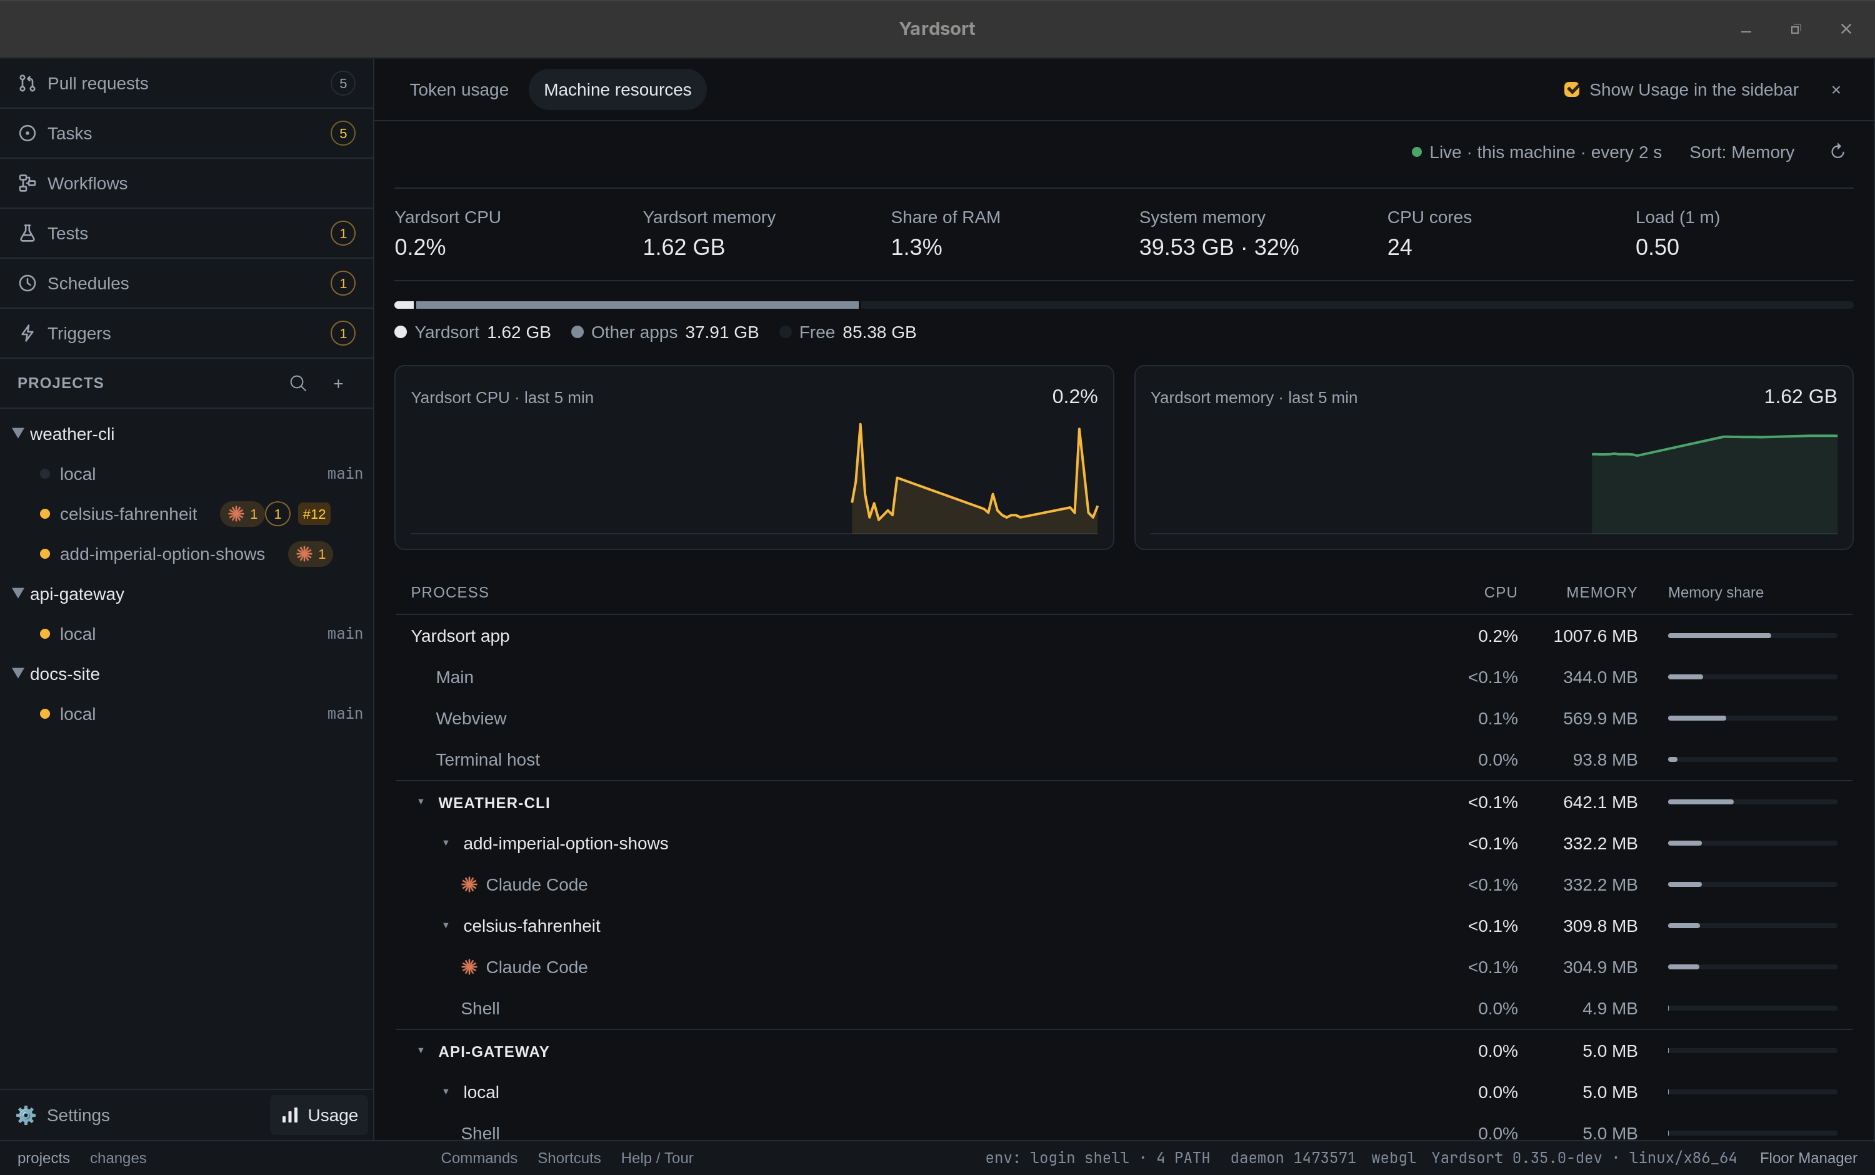 Yardsort
Pull requests 5
Tasks 5
Workflows
Tests 1
Schedules 1
Triggers 1
PROJECTS +
weather-cli
local main
celsius-fahrenheit 1 1 #12
add-imperial-option-shows 1
api-gateway
local main
docs-site
local main
Settings Usage
Token usage Machine resources Show Usage in the sidebar ×
Live · this machine · every 2 s Sort: Memory
Yardsort CPU Yardsort memory Share of RAM System memory CPU cores Load (1 m)
0.2% 1.62 GB 1.3% 39.53 GB · 32% 24 0.50
Yardsort 1.62 GB Other apps 37.91 GB Free 85.38 GB
Yardsort CPU · last 5 min 0.2% Yardsort memory · last 5 min 1.62 GB
PROCESS CPU MEMORY Memory share
Yardsort app 0.2% 1007.6 MB
Main <0.1% 344.0 MB
Webview 0.1% 569.9 MB
Terminal host 0.0% 93.8 MB
WEATHER-CLI <0.1% 642.1 MB
add-imperial-option-shows <0.1% 332.2 MB
Claude Code <0.1% 332.2 MB
celsius-fahrenheit <0.1% 309.8 MB
Claude Code <0.1% 304.9 MB
Shell 0.0% 4.9 MB
API-GATEWAY 0.0% 5.0 MB
local 0.0% 5.0 MB
Shell 0.0% 5.0 MB
projects changes Commands Shortcuts Help / Tour env: login shell · 4 PATH daemon 1473571 webgl Yardsort 0.35.0-dev · linux/x86_64 Floor Manager